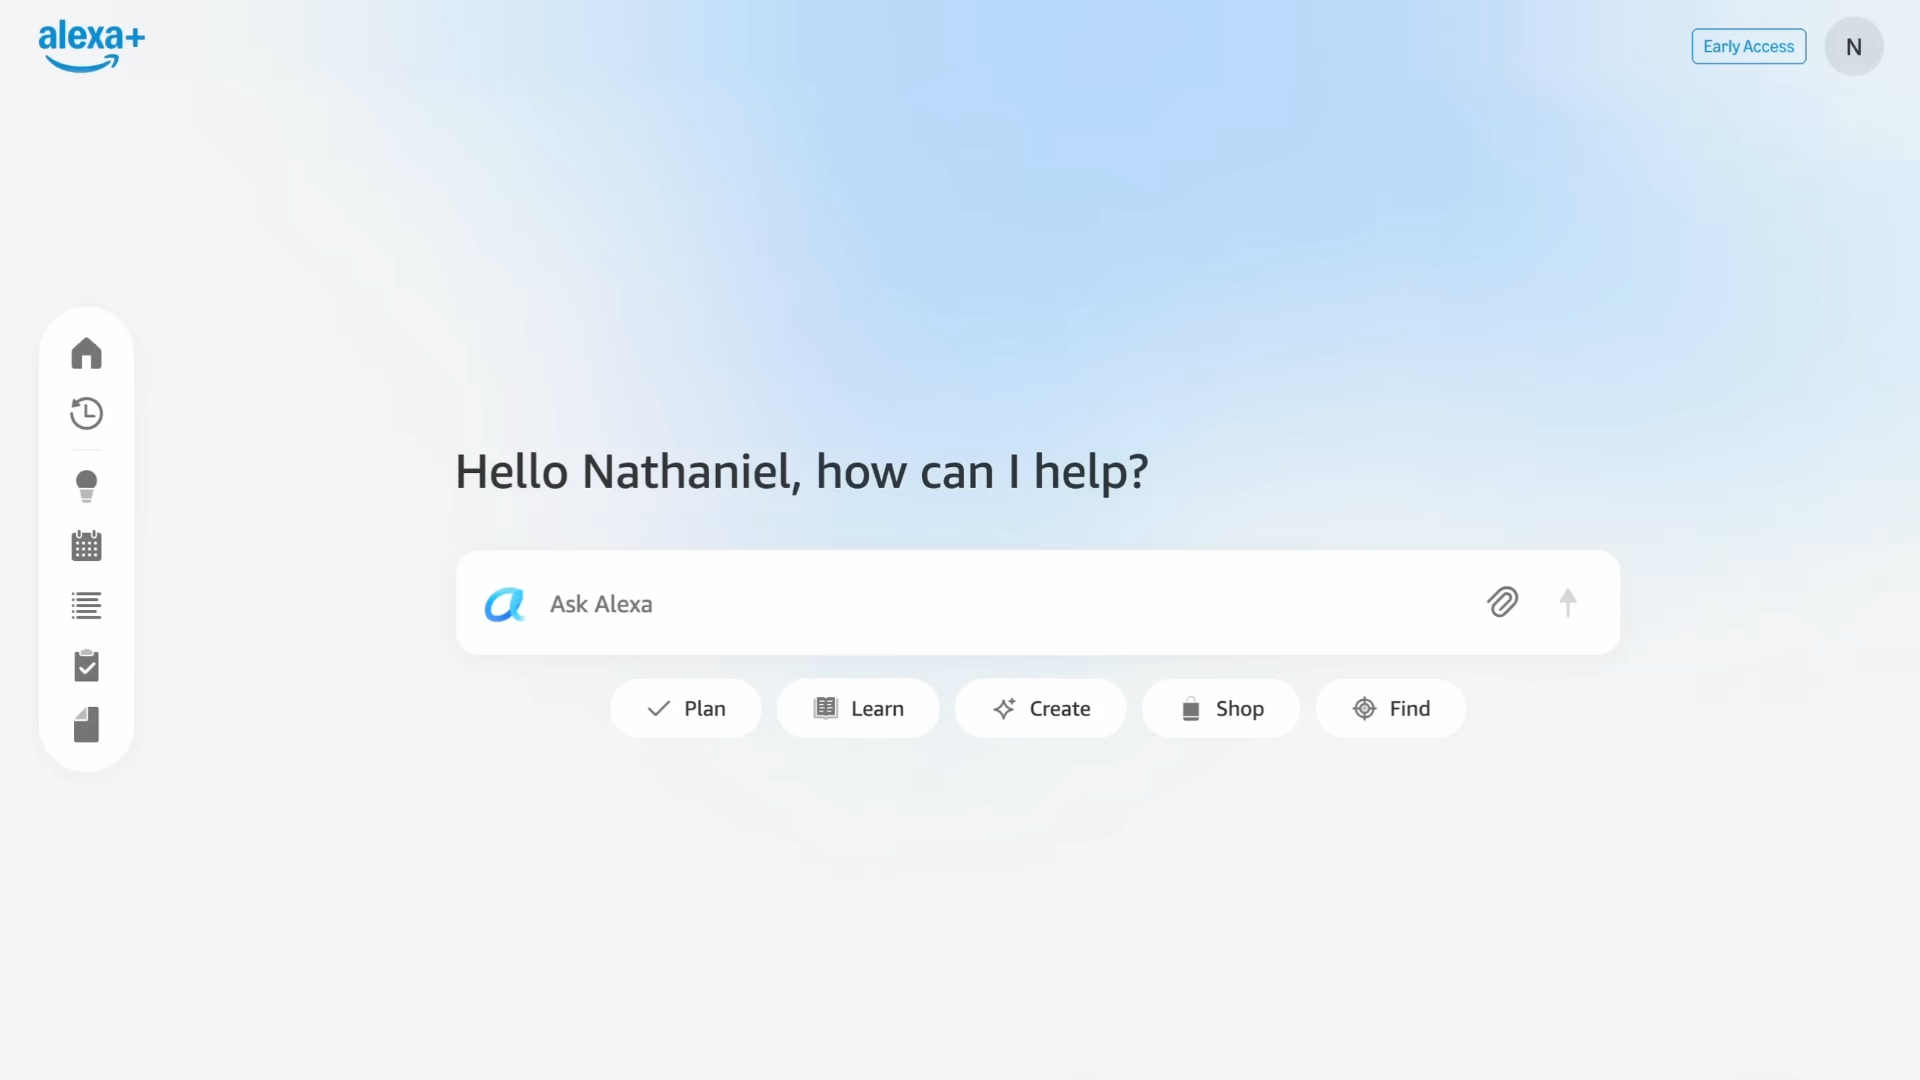 alexa+
Early Access
N
Hello Nathaniel, how can I help?
Ask Alexa
Plan
Learn
Create
Shop
Find